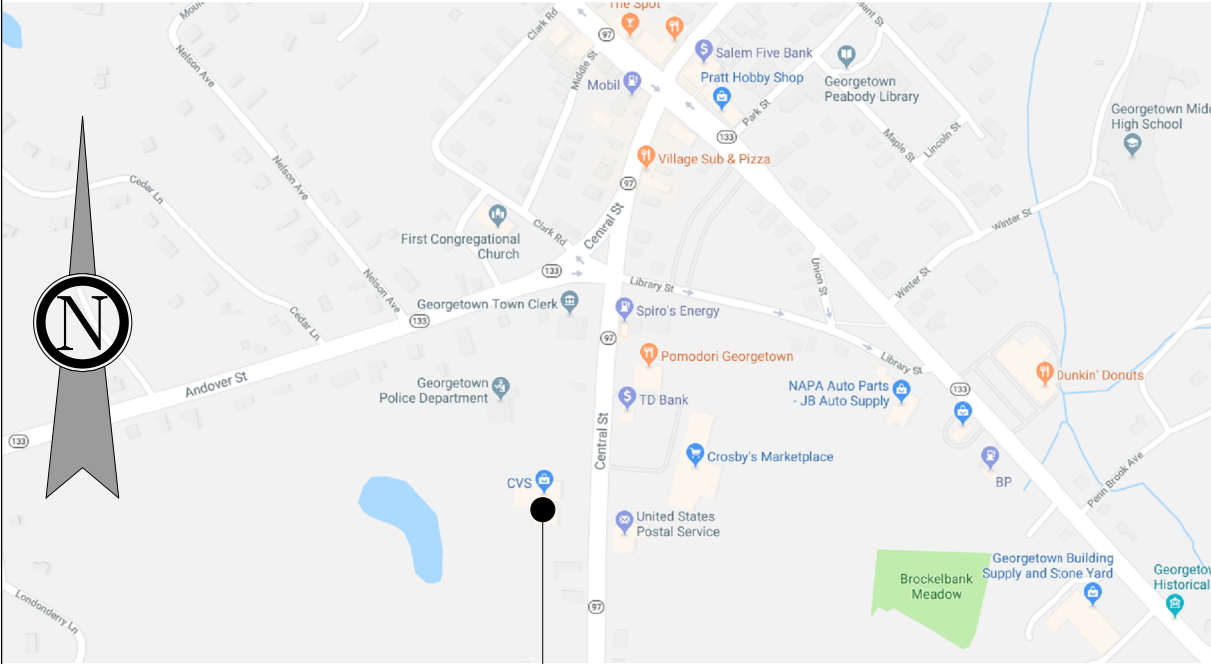 The Spot
Clark Rd
97
Nelson Ave
Salem Five Bank
Middle St
Mobil
Pratt Hobby Shop
Georgetown
Peabody Library
Park St
133
Maple St
Lincoln St
High School
Village Sub & Pizza
Nelson Ave
97
Cedar Ln
Winter St
Central St
Clark Rd
First Congregational
Church
133
Union St
Winter St
Library St
Nelson Ave
Georgetown Town Clerk
Spiro's Energy
N
Cedar Ln
133
97
Pomodori Georgetown
Library St
Dunkin' Donuts
Andover St
Georgetown
Police Department
NAPA Auto Parts
- JB Auto Supply
133
TD Bank
133
Central St
Crosby's Marketplace
CVS
BP
Penn Brook Ave
United States
Postal Service
Georgetown Building
Supply and Stone Yard
Brockelbank
Meadow
Historical
Londonderry Ln
97